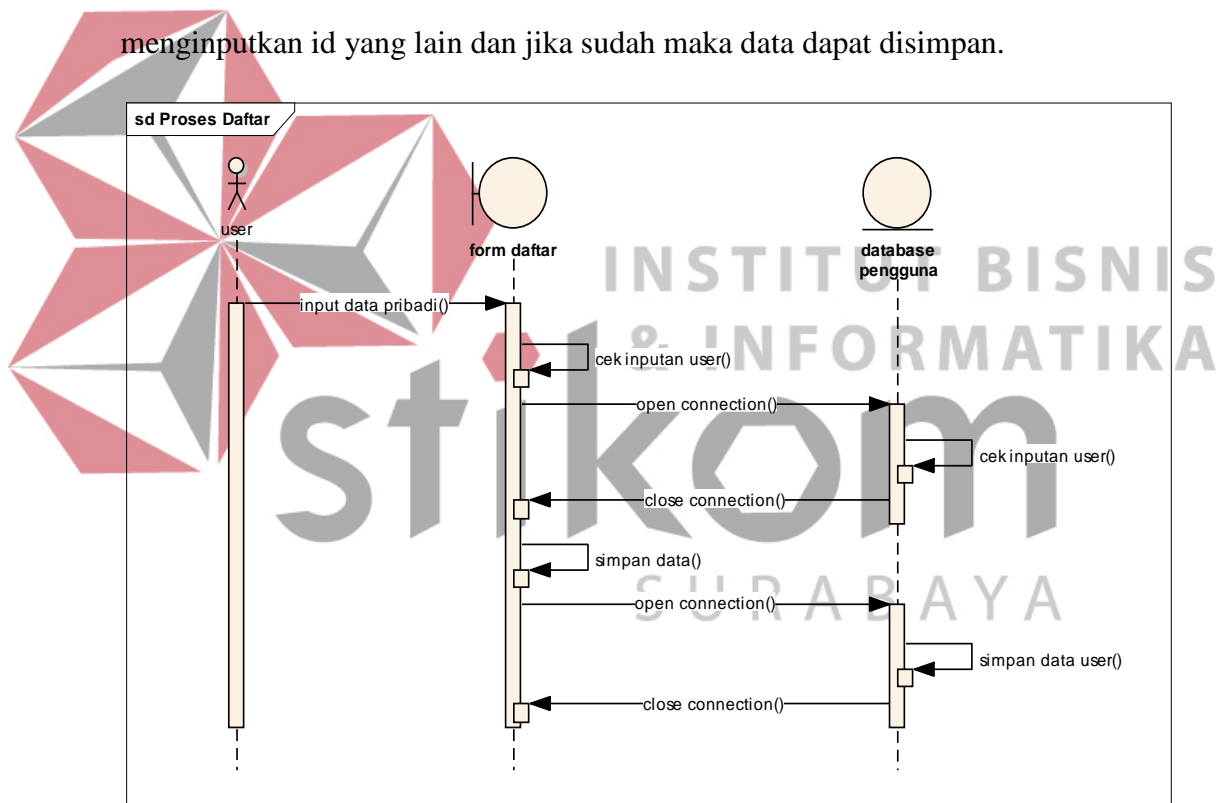 menginputkan id yang lain dan jika sudah maka data dapat disimpan.
sd Proses Daftar
user
form daftar
database
pengguna
INSTITUT BISNIS
& INFORMATIKA
stikom
SURABAYA
input data pribadi()
cek inputan user()
open connection()
cek inputan user()
close connection()
simpan data()
open connection()
simpan data user()
close connection()